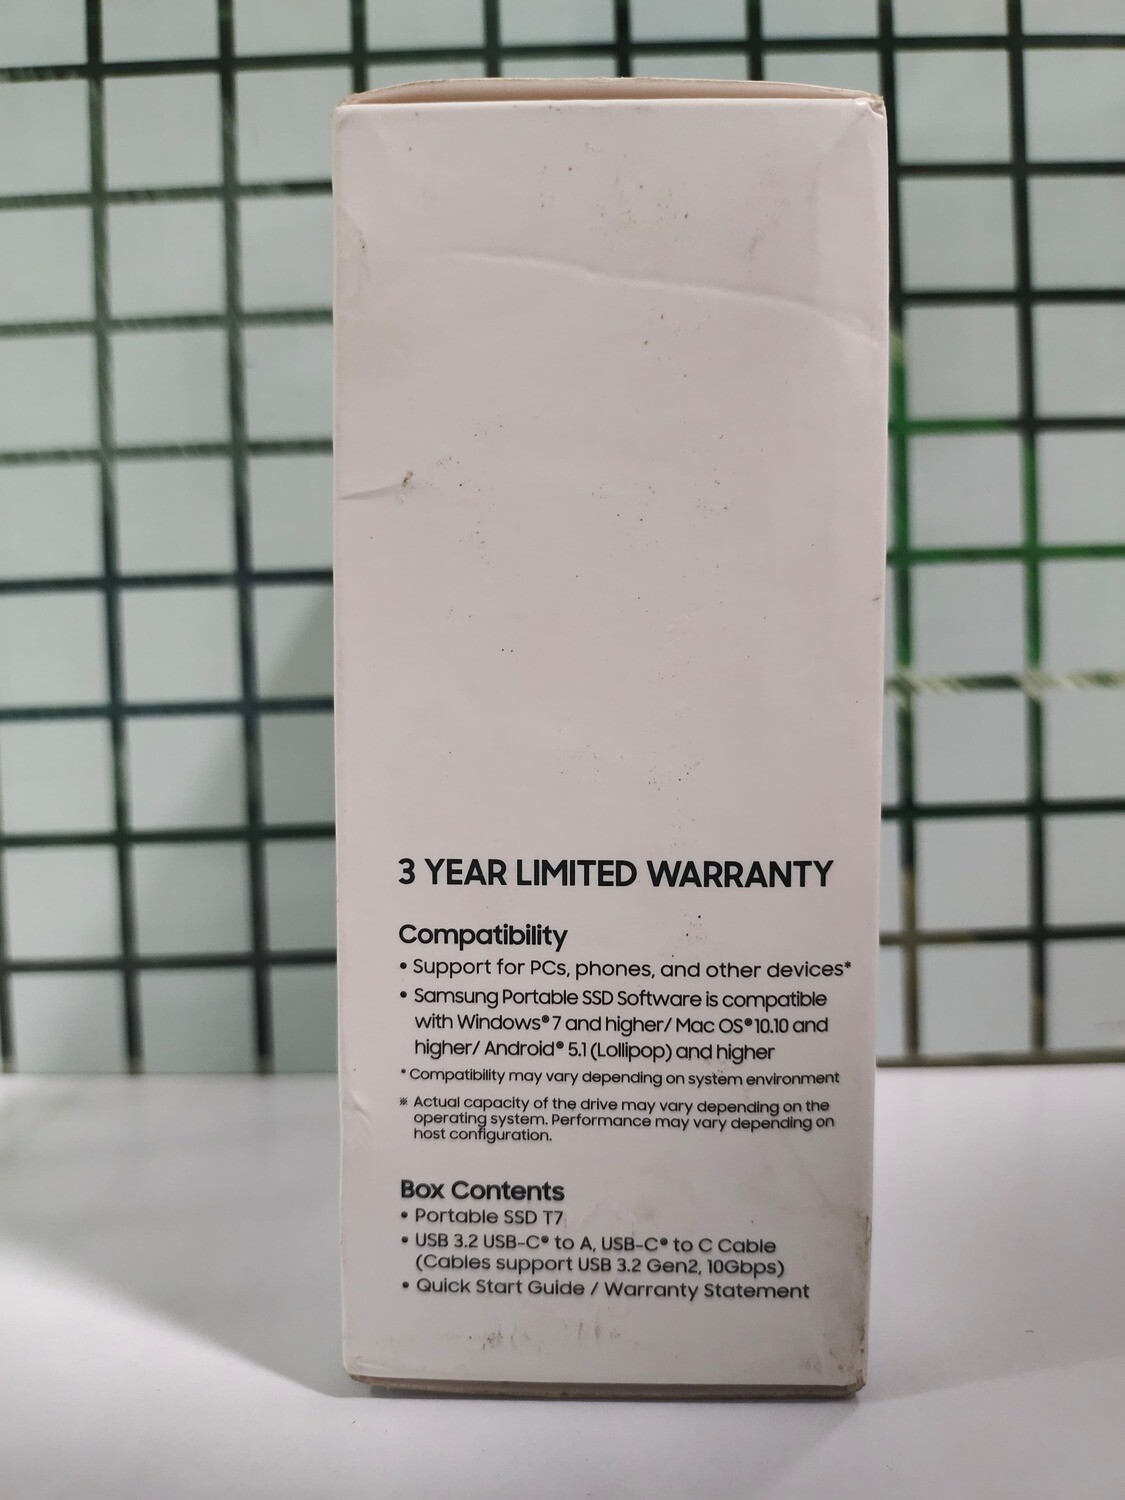 3 YEAR LIMITED WARRANTY
Compatibility
• Support for PCs, phones, and other devices*
• Samsung Portable SSD Software is compatible
with Windows® 7 and higher/ Mac OS® 10.10 and
higher/ Android® 5.1 (Lollipop) and higher
* Compatibility may vary depending on system environment
※ Actual capacity of the drive may vary depending on the
operating system. Performance may vary depending on
host configuration.
Box Contents
• Portable SSD T7
• USB 3.2 USB-C® to A, USB-C® to C Cable
(Cables support USB 3.2 Gen2, 10Gbps)
• Quick Start Guide / Warranty Statement